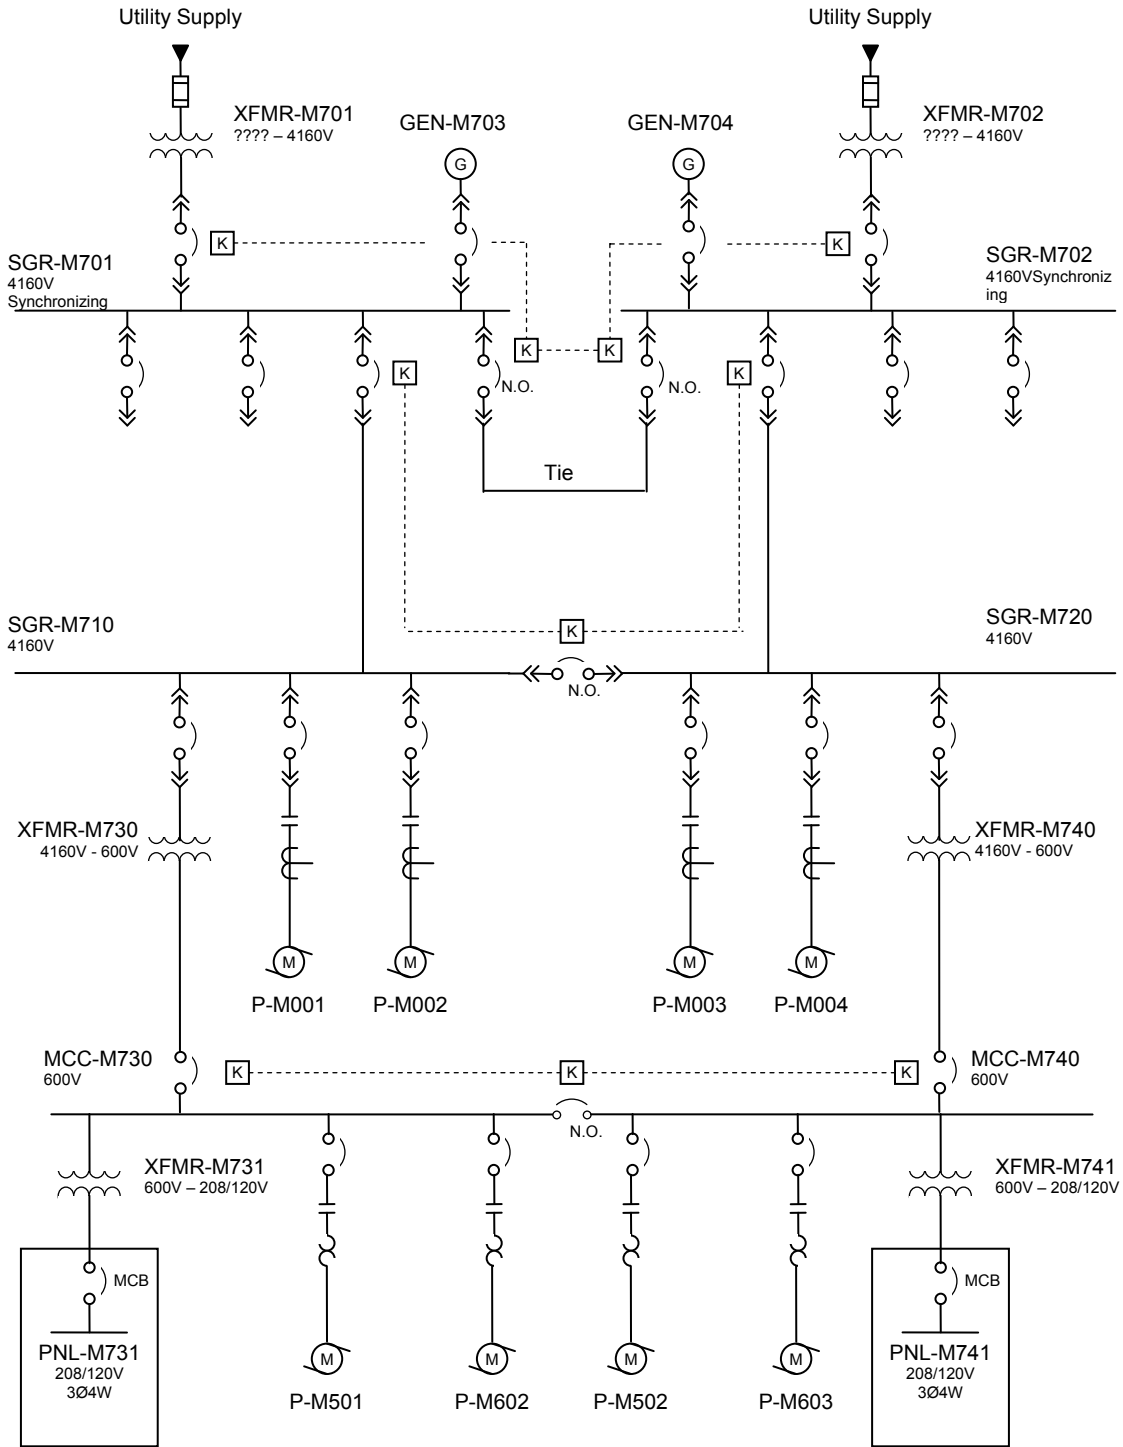 Utility Supply
Utility Supply
XFMR-M701
???? – 4160V
GEN-M703
GEN-M704
XFMR-M702
???? – 4160V
G
G
K
K
SGR-M701
4160V
Synchronizing
SGR-M702
4160VSynchroniz
ing
K
K
K
K
N.O.
N.O.
Tie
SGR-M710
4160V
K
SGR-M720
4160V
N.O.
XFMR-M730
4160V - 600V
XFMR-M740
4160V - 600V
M
M
M
M
P-M001
P-M002
P-M003
P-M004
MCC-M730
600V
K
K
K
MCC-M740
600V
N.O.
XFMR-M731
600V – 208/120V
XFMR-M741
600V – 208/120V
MCB
MCB
PNL-M731
208/120V
3Ø4W
M
M
M
M
PNL-M741
208/120V
3Ø4W
P-M501
P-M602
P-M502
P-M603